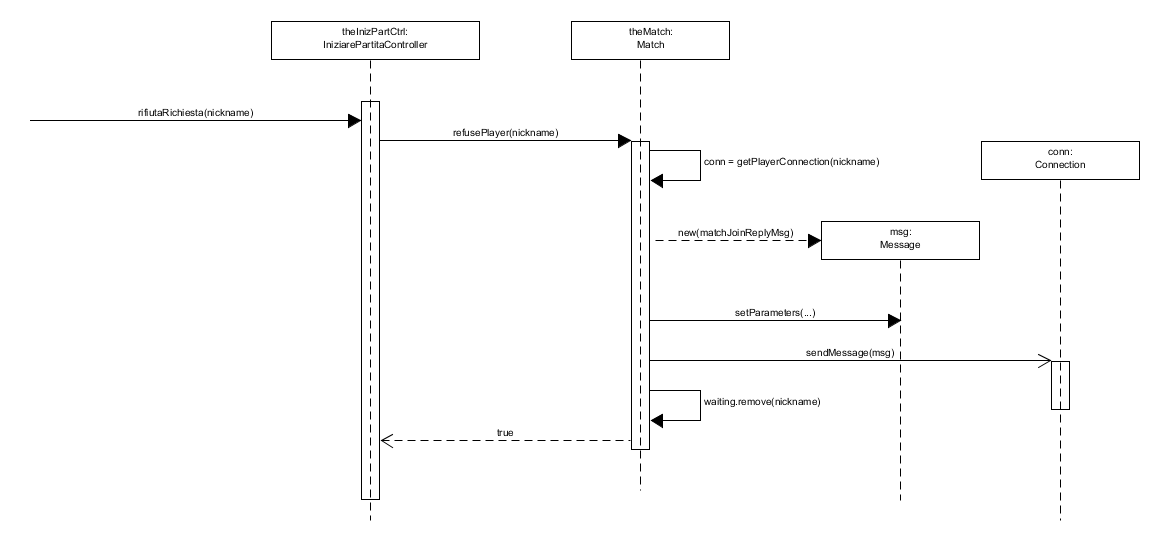 theInizPartCtrl:
IniziarePartitaController
theMatch:
Match
rifiutaRichiesta(nickname)
refusePlayer(nickname)
conn = getPlayerConnection(nickname)
conn:
Connection
new(matchJoinReplyMsg)
msg:
Message
setParameters(...)
sendMessage(msg)
waiting.remove(nickname)
true